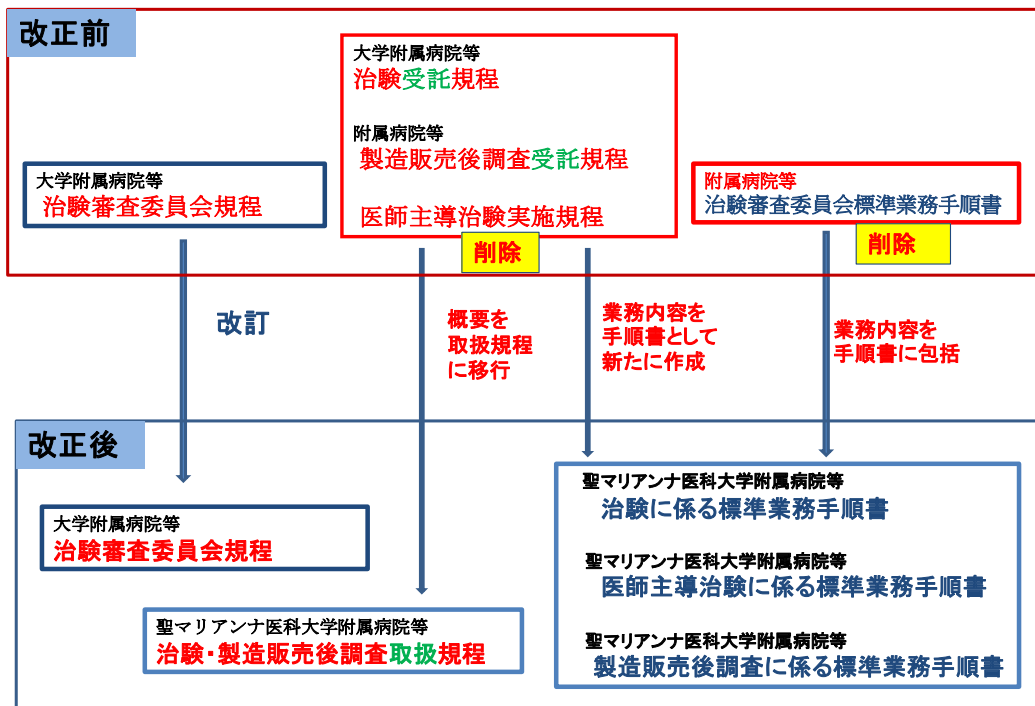 改正前
大学附属病院等
治験審査委員会規程
大学附属病院等
治験受託規程
附属病院等
製造販売後調査受託規程
医師主導治験実施規程
削除
附属病院等
治験審査委員会標準業務手順書
削除
改訂
概要を
取扱規程
に移行
業務内容を
手順書として
新たに作成
業務内容を
手順書に包括
改正後
大学附属病院等
治験審査委員会規程
聖マリアンナ医科大学附属病院等
治験・製造販売後調査取扱規程
聖マリアンナ医科大学附属病院等
治験に係る標準業務手順書
聖マリアンナ医科大学附属病院等
医師主導治験に係る標準業務手順書
聖マリアンナ医科大学附属病院等
製造販売後調査に係る標準業務手順書